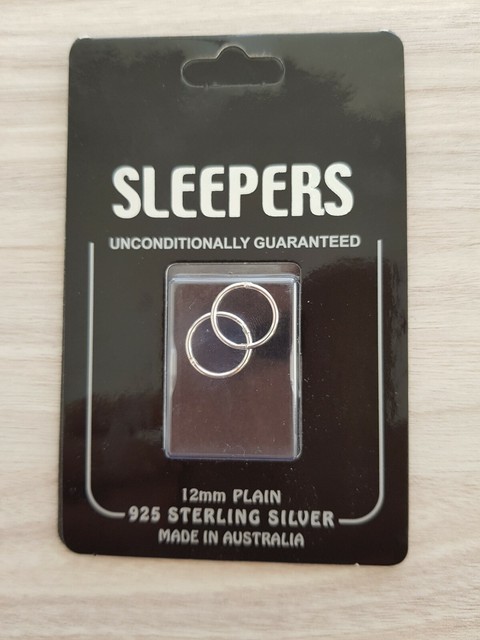 SLEEPERS
UNCONDITIONALLY GUARANTEED
12mm PLAIN
925 STERLING SILVER
MADE IN AUSTRALIA